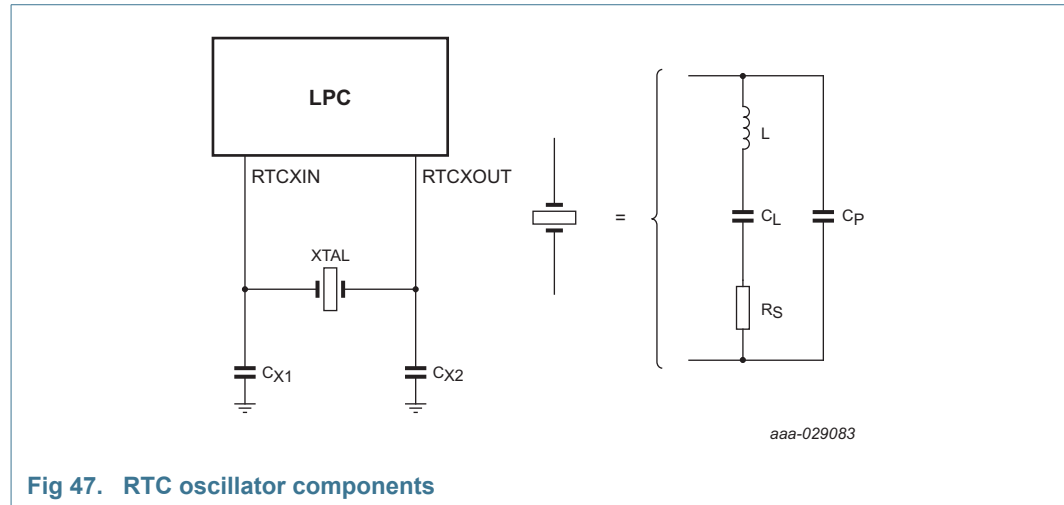 LPC
RTCXIN RTCXOUT
XTAL
CX1 CX2
=
L
CL CP
RS
aaa-029083
Fig 47. RTC oscillator components